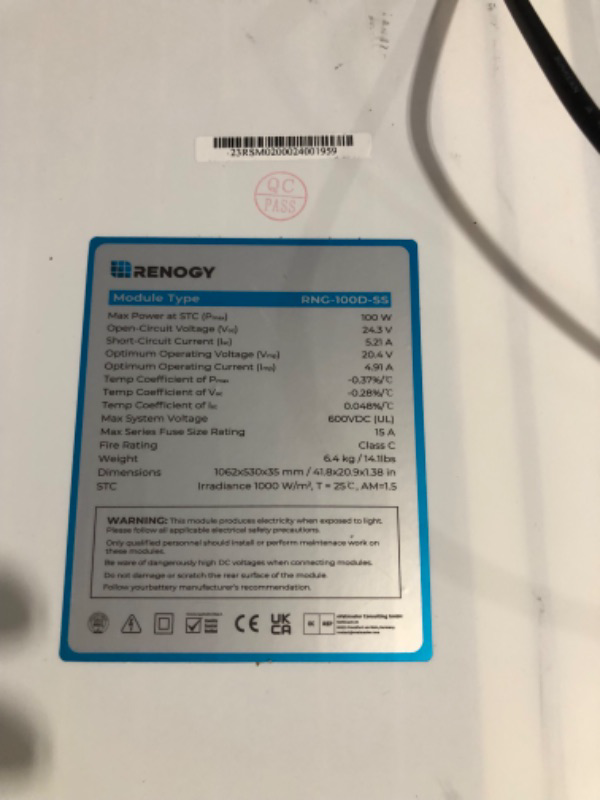 23RSM0200024001959
QC
PASS
RENOGY
Module Type RNG-100D-SS
Max Power at STC (Pmax) 100 W
Open-Circuit Voltage (Voc) 24.3 V
Short-Circuit Current (Isc) 5.21 A
Optimum Operating Voltage (Vmp) 20.4 V
Optimum Operating Current (Imp) 4.91 A
Temp Coefficient of Pmax -0.37%/℃
Temp Coefficient of Voc -0.28%/℃
Temp Coefficient of Isc 0.048%/℃
Max System Voltage 600VDC (UL)
Max Series Fuse Size Rating 15 A
Fire Rating Class C
Weight 6.4 kg / 14.1lbs
Dimensions 1062x530x35 mm / 41.8x20.9x1.38 in
STC Irradiance 1000 W/m², T = 25℃, AM=1.5
WARNING: This module produces electricity when exposed to light.
Please follow all applicable electrical safety precautions.
Only qualified personnel should install or perform maintenace work on
these modules.
Be ware of dangerously high DC voltages when connecting modules.
Do not damage or scratch the rear surface of the module.
Follow yourbattery manufacturer's recommendation.
CE UK
CA EC REP
Consulting GmbH